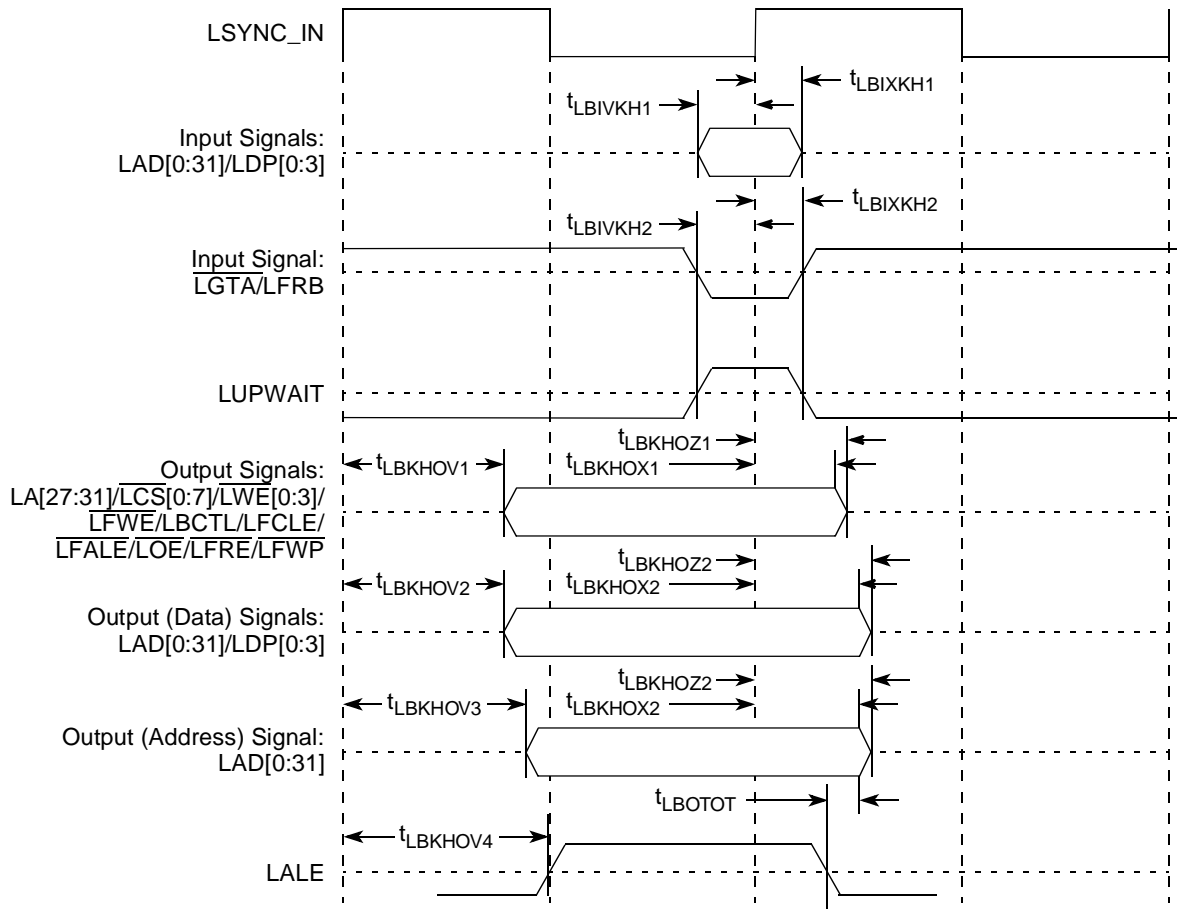 LSYNC_IN
tLBIXKH1
tLBIVKH1
Input Signals:
LAD[0:31]/LDP[0:3]
tLBIXKH2
tLBIVKH2
Input Signal:
LGTA/LFRB
LUPWAIT
tLBKHOZ1
tLBKHOV1
tLBKHOX1
Output Signals:
LA[27:31]/LCS[0:7]/LWE[0:3]/
LFWE/LBCTL/LFCLE/
LFALE/LOE/LFRE/LFWP
tLBKHOZ2
tLBKHOV2
tLBKHOX2
Output (Data) Signals:
LAD[0:31]/LDP[0:3]
tLBKHOZ2
tLBKHOV3
tLBKHOX2
Output (Address) Signal:
LAD[0:31]
tLBOTOT
tLBKHOV4
LALE